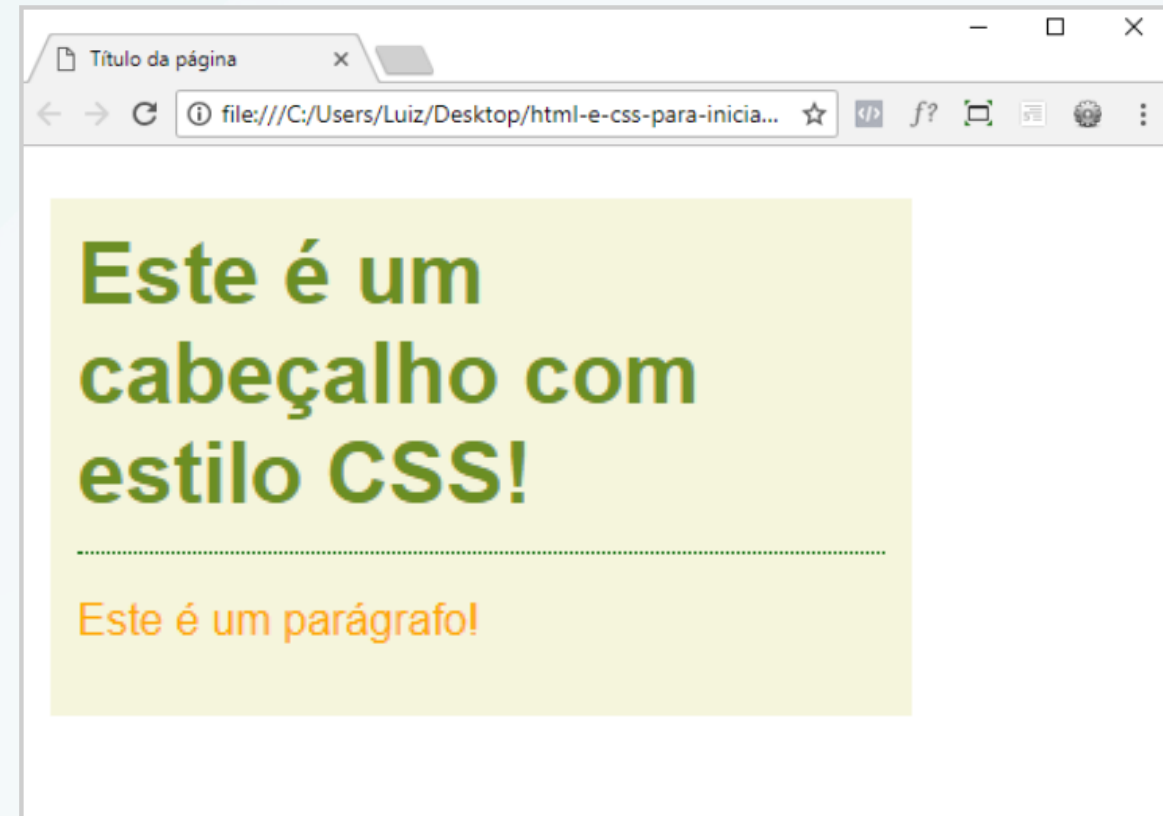 Título da página
file:///C:/Users/Luiz/Desktop/html-e-css-para-inicia...
f?
Este é um
cabeçalho com
estilo CSS!
Este é um parágrafo!